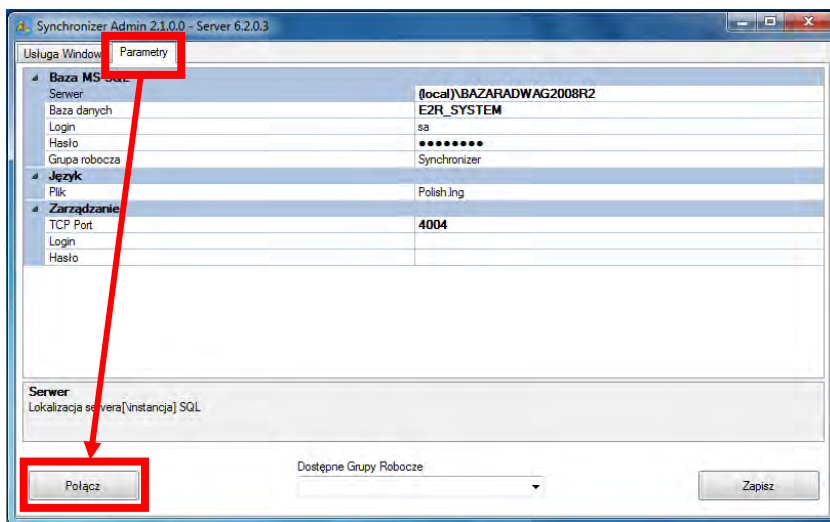 Synchronizer Admin 2.1.0.0 - Server 6.2.0.3
Usługa Window Parametry
Baza MS SQL
Serwer (local)\BAZARADWAG2008R2
Baza danych E2R_SYSTEM
Login sa
Hasło ●●●●●●●●
Grupa robocza Synchronizer
Język
Plik Polish.lng
Zarządzanie
TCP Port 4004
Login
Hasło
Serwer
Lokalizacja servera[\instancja] SQL
Dostępne Grupy Robocze
Połącz Zapisz